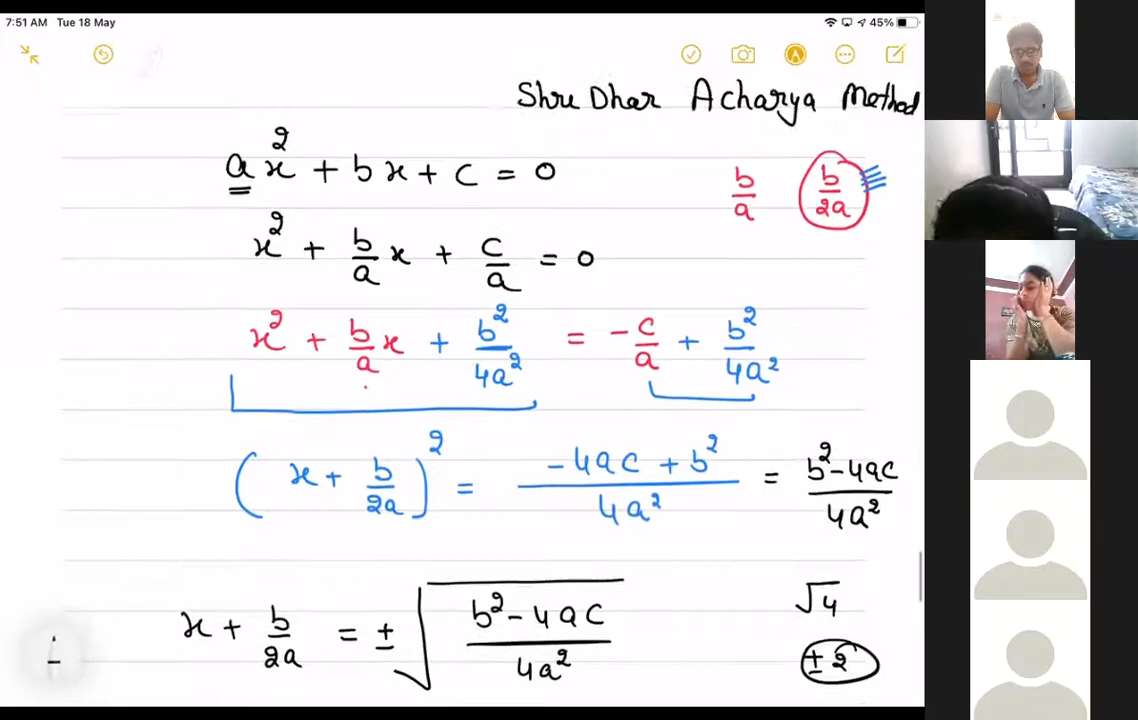 7:51 AM Tue 18 May 45%
Shree Dhar Acharya Method
ax² + bx + c = 0
b/a b/2a
x² + b/a x + c/a = 0
x² + b/a x + b²/4a² = -c/a + b²/4a²
(x + b/2a)² = (-4ac + b²)/4a² = (b²-4ac)/4a²
x + b/2a = ± √((b²-4ac)/4a²)
√4
±2